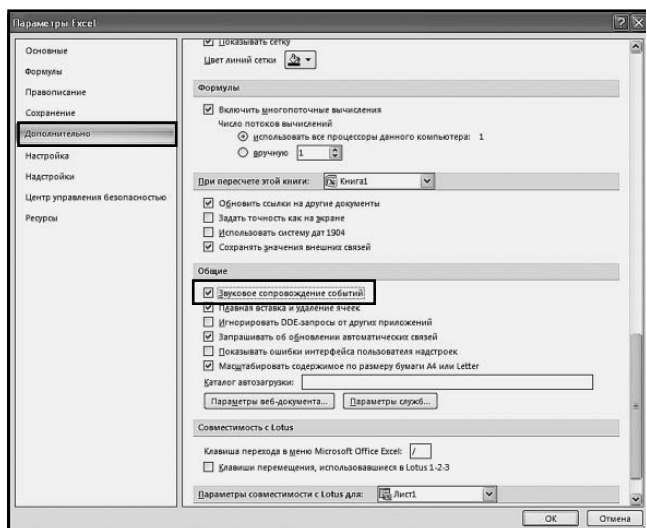 Параметры Excel
Основные
Формулы
Правописание
Сохранение
Дополнительно
Настройка
Надстройки
Центр управления безопасностью
Ресурсы
Показывать сетку
Цвет линий сетки
Формулы
Включить многопоточные вычисления
Число потоков вычислений
использовать все процессоры данного компьютера: 1
вручную 1
При пересчете этой книги: Книга1
Обновить ссылки на другие документы
Задать точность как на экране
Использовать систему дат 1904
Сохранять значения внешних связей
Общие
Звуковое сопровождение событий
Плавная вставка и удаление ячеек
Игнорировать DDE-запросы от других приложений
Запрашивать об обновлении автоматических связей
Показывать ошибки интерфейса пользователя надстроек
Масштабировать содержимое по размеру бумаги A4 или Letter
Каталог автозагрузки:
Параметры веб-документа... Параметры служб...
Совместимость с Lotus
Клавиша перехода в меню Microsoft Office Excel: /
Клавиши перемещения, использовавшиеся в Lotus 1-2-3
Параметры совместимости с Lotus для: Лист1
ОК Отмена